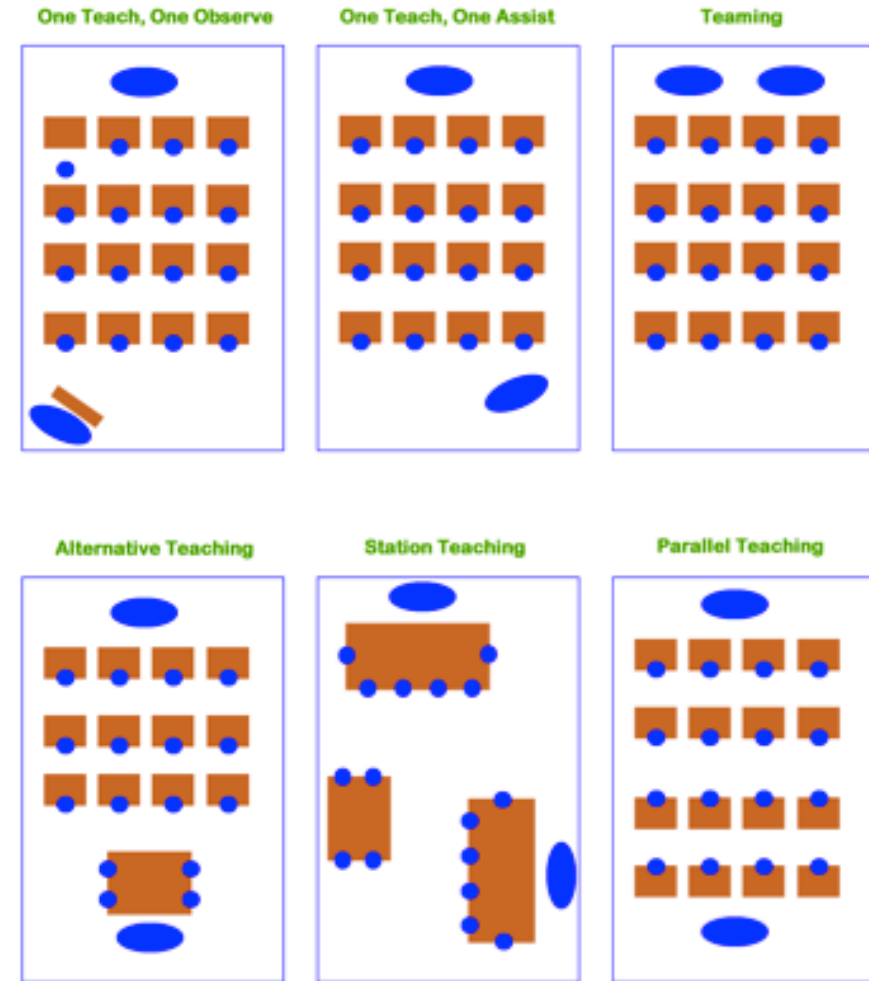 One Teach, One Observe
One Teach, One Assist
Teaming
Alternative Teaching
Station Teaching
Parallel Teaching